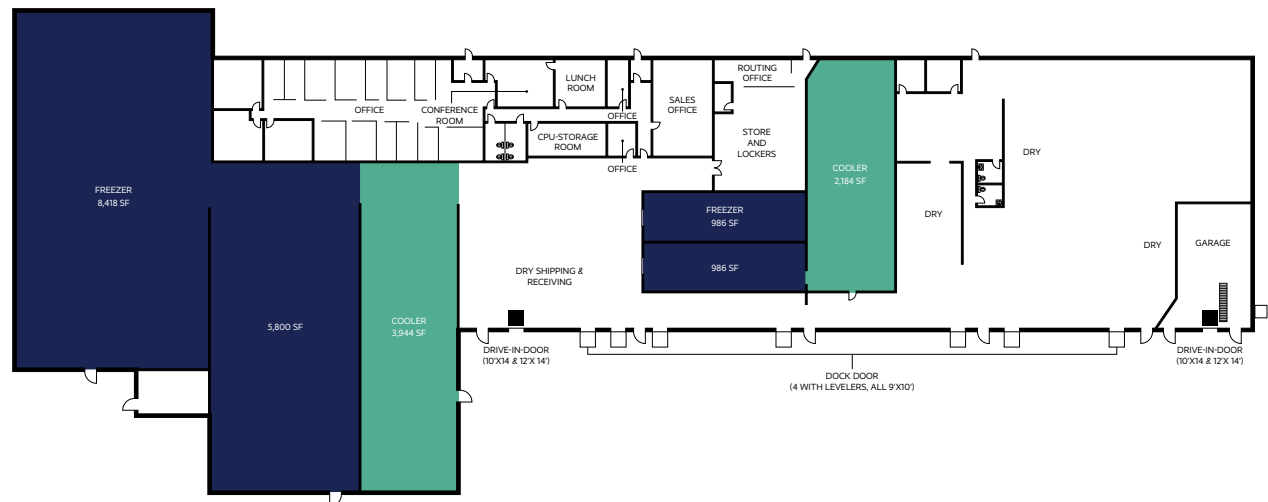 FREEZER
8,418 SF
5,800 SF
COOLER
3,944 SF
OFFICE
CONFERENCE
ROOM
LUNCH
ROOM
OFFICE
CPU-STORAGE
ROOM
OFFICE
SALES
OFFICE
ROUTING
OFFICE
STORE
AND
LOCKERS
FREEZER
986 SF
986 SF
COOLER
2,184 SF
DRY
DRY
DRY
GARAGE
DRY SHIPPING &
RECEIVING
DRIVE-IN-DOOR
(10'X14 & 12'X 14')
DOCK DOOR
(4 WITH LEVELERS, ALL 9'X10')
DRIVE-IN-DOOR
(10'X14 & 12'X 14')